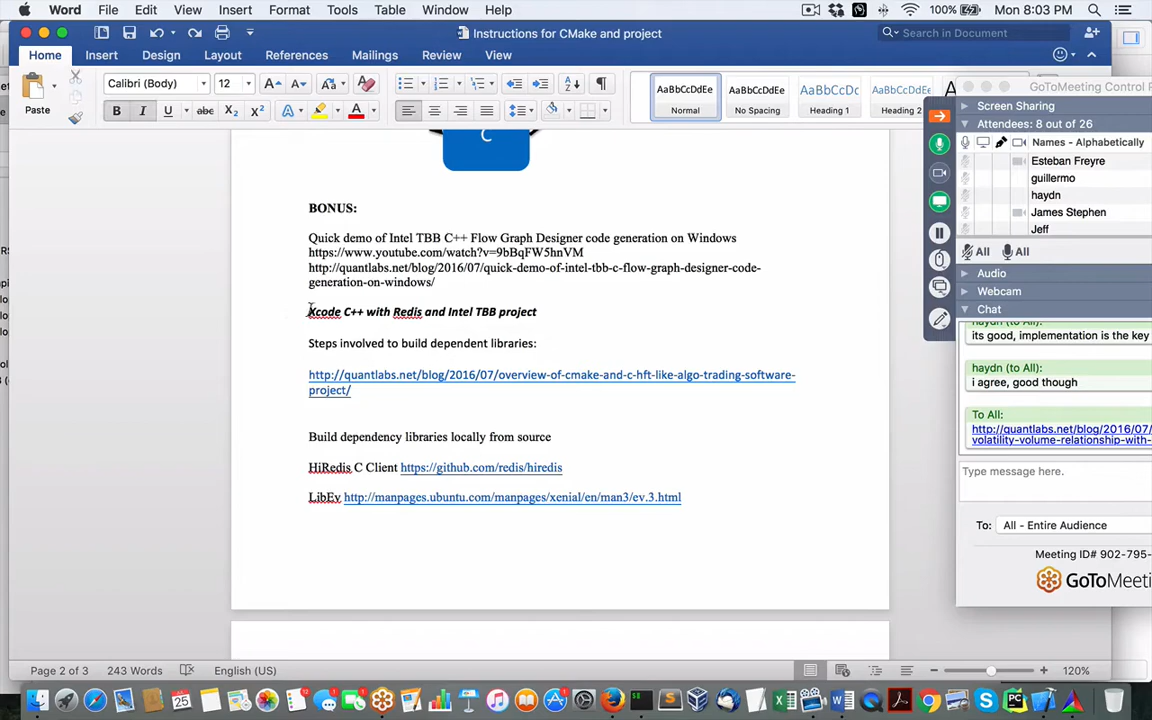 Word File Edit View Insert Format Tools Table Window Help 100% Mon 8:03 PM
Instructions for CMake and project
Search in Document
Home Insert Design Layout References Mailings Review View
Calibri (Body) 12
Paste
AaBbCcDdE AaBbCcDdE AaBbCcDc AaBbCcDdE
Normal No Spacing Heading 1 Heading 2
C
BONUS:
Quick demo of Intel TBB C++ Flow Graph Designer code generation on Windows
https://www.youtube.com/watch?v=9bBqFW5hnVM
http://quantlabs.net/blog/2016/07/quick-demo-of-intel-tbb-c-flow-graph-designer-code-
generation-on-windows/
Xcode C++ with Redis and Intel TBB project
Steps involved to build dependent libraries:
http://quantlabs.net/blog/2016/07/overview-of-cmake-and-c-hft-like-algo-trading-software-
project/
Build dependency libraries locally from source
HiRedis C Client https://github.com/redis/hiredis
LibEv http://manpages.ubuntu.com/manpages/xenial/en/man3/ev.3.html
Page 2 of 3 243 Words English (US) 120%
GoToMeeting Control P
Screen Sharing
Attendees: 8 out of 26
Names - Alphabetically
Esteban Freyre
guillermo
haydn
James Stephen
Jeff
All All
Audio
Webcam
Chat
haydn (to All):
its good, implementation is the key
haydn (to All):
i agree, good though
To All:
http://quantlabs.net/blog/2016/07/
volatility-volume-relationship-with-
Type message here.
To: All - Entire Audience
Meeting ID# 902-795-
GoToMeeti